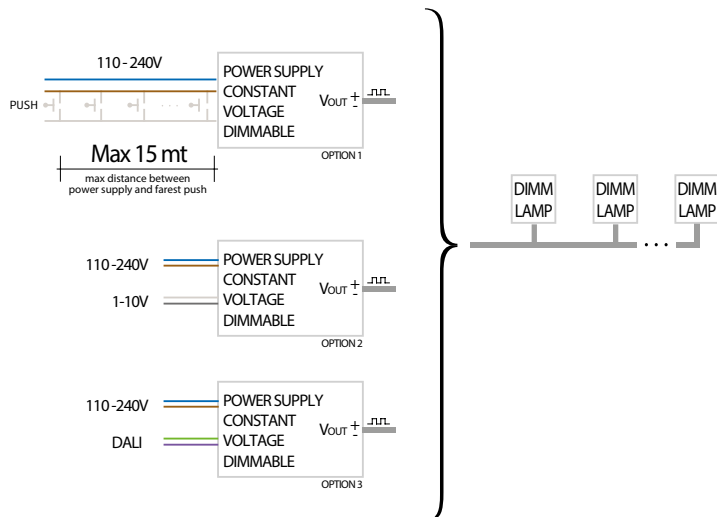 110-240V
PUSH
POWER SUPPLY
CONSTANT
VOLTAGE
DIMMABLE
VOUT +
-
OPTION 1
Max 15 mt
max distance between
power supply and farest push
110-240V
1-10V
POWER SUPPLY
CONSTANT
VOLTAGE
DIMMABLE
VOUT +
-
OPTION 2
110-240V
DALI
POWER SUPPLY
CONSTANT
VOLTAGE
DIMMABLE
VOUT +
-
OPTION 3
DIMM
LAMP
DIMM
LAMP
...
DIMM
LAMP